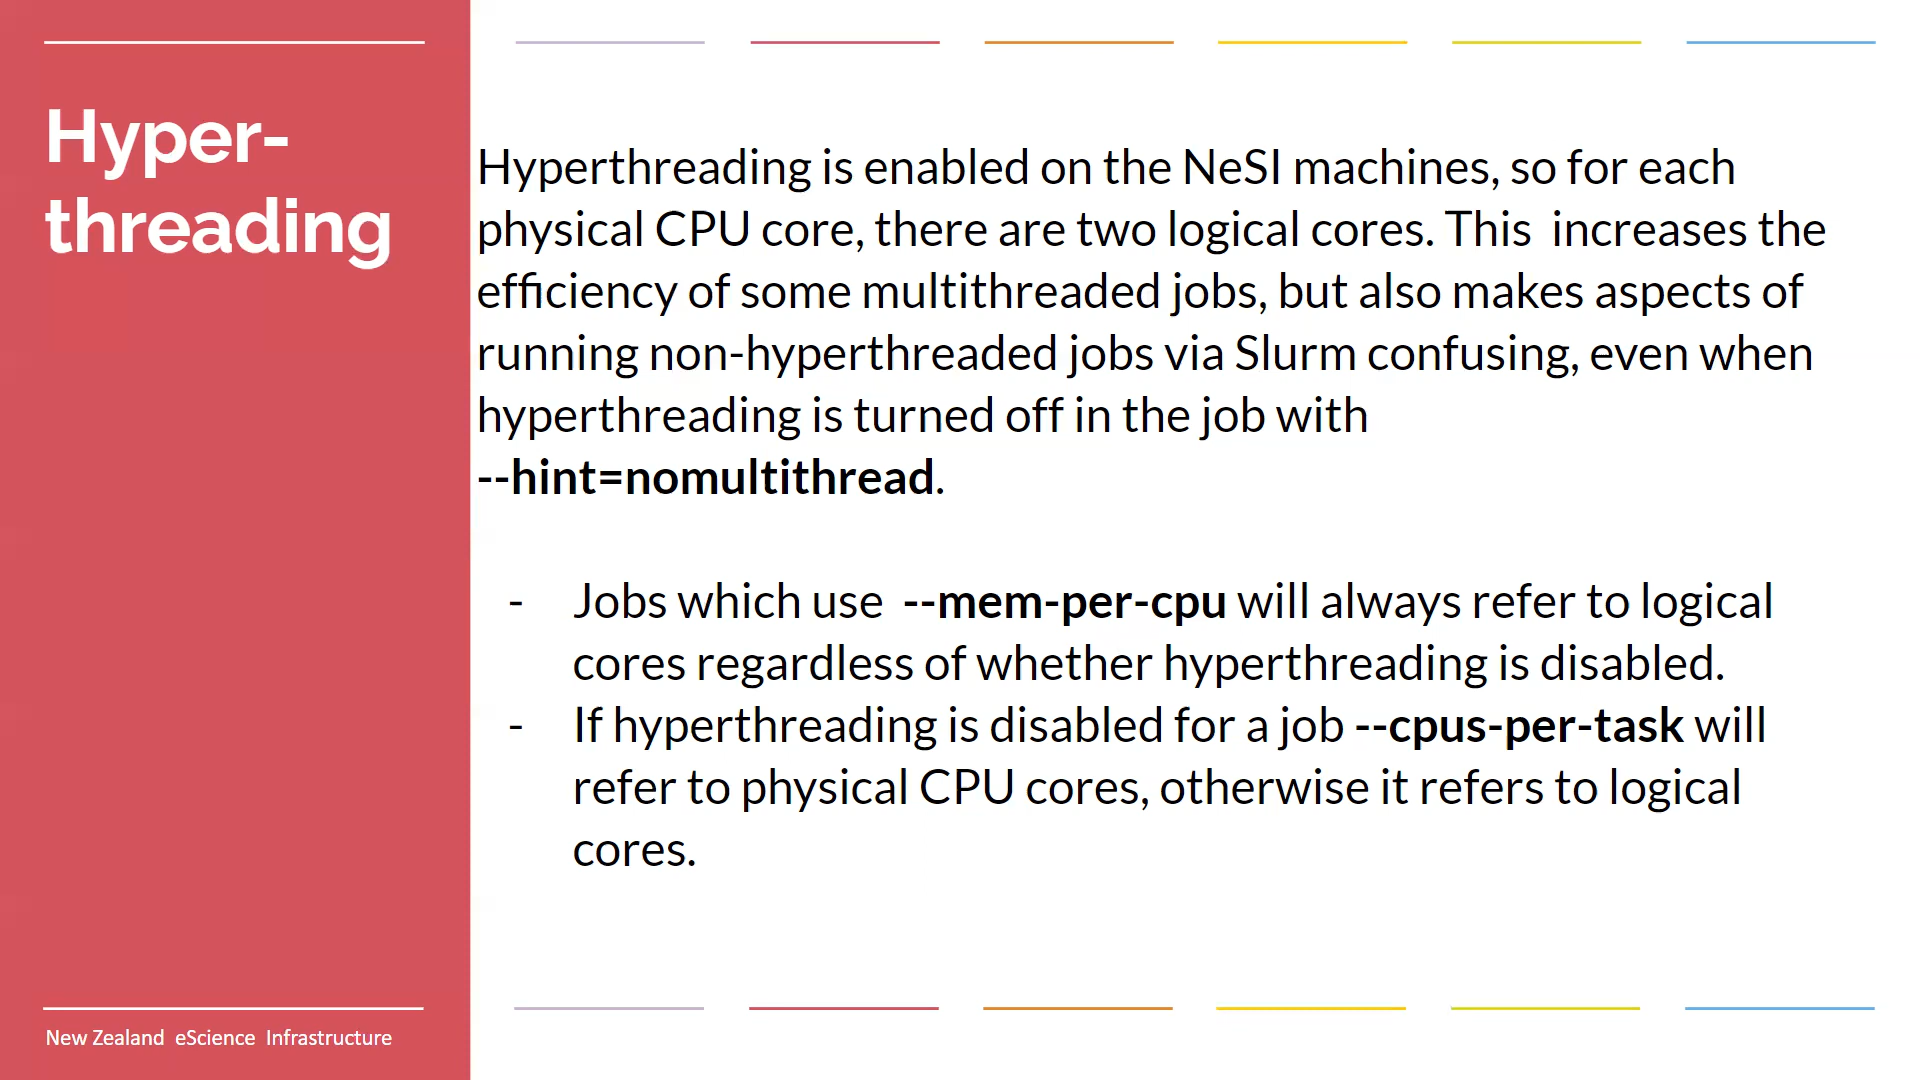 Hyper-
threading
Hyperthreading is enabled on the NeSI machines, so for each
physical CPU core, there are two logical cores. This  increases the
efficiency of some multithreaded jobs, but also makes aspects of
running non-hyperthreaded jobs via Slurm confusing, even when
hyperthreading is turned off in the job with
--hint=nomultithread.
- Jobs which use  --mem-per-cpu will always refer to logical
cores regardless of whether hyperthreading is disabled.
- If hyperthreading is disabled for a job --cpus-per-task will
refer to physical CPU cores, otherwise it refers to logical
cores.
New Zealand  eScience  Infrastructure